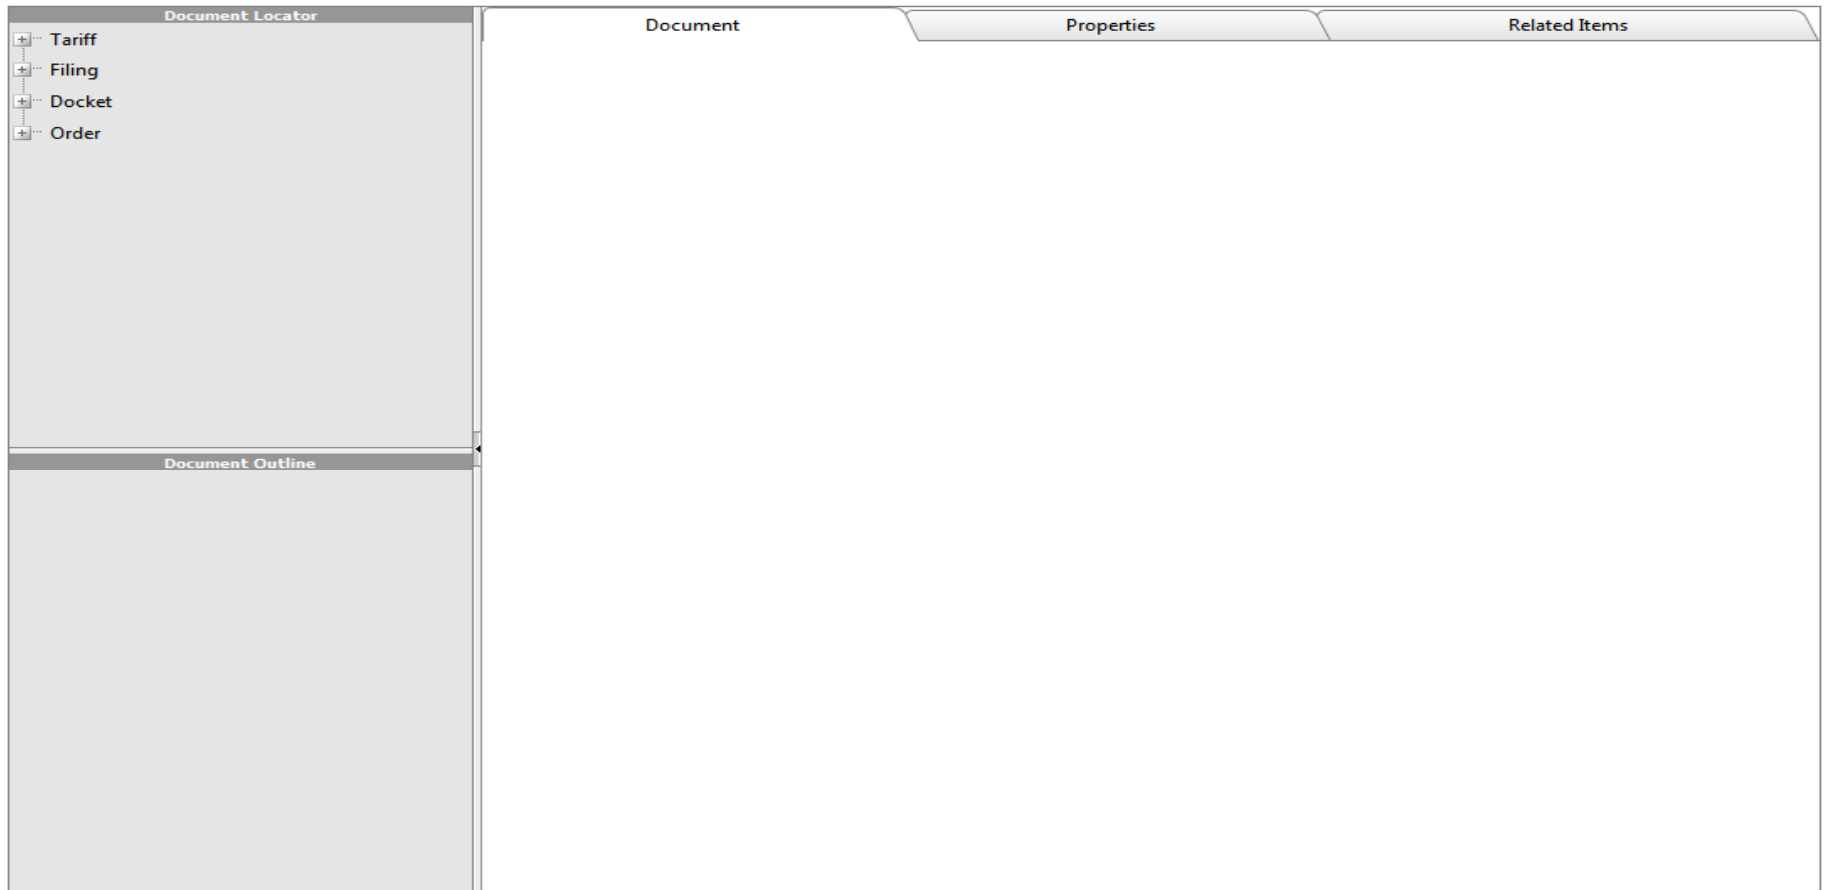 Document Locator
Tariff
Filing
Docket
Order
Document Outline
Document
Properties
Related Items